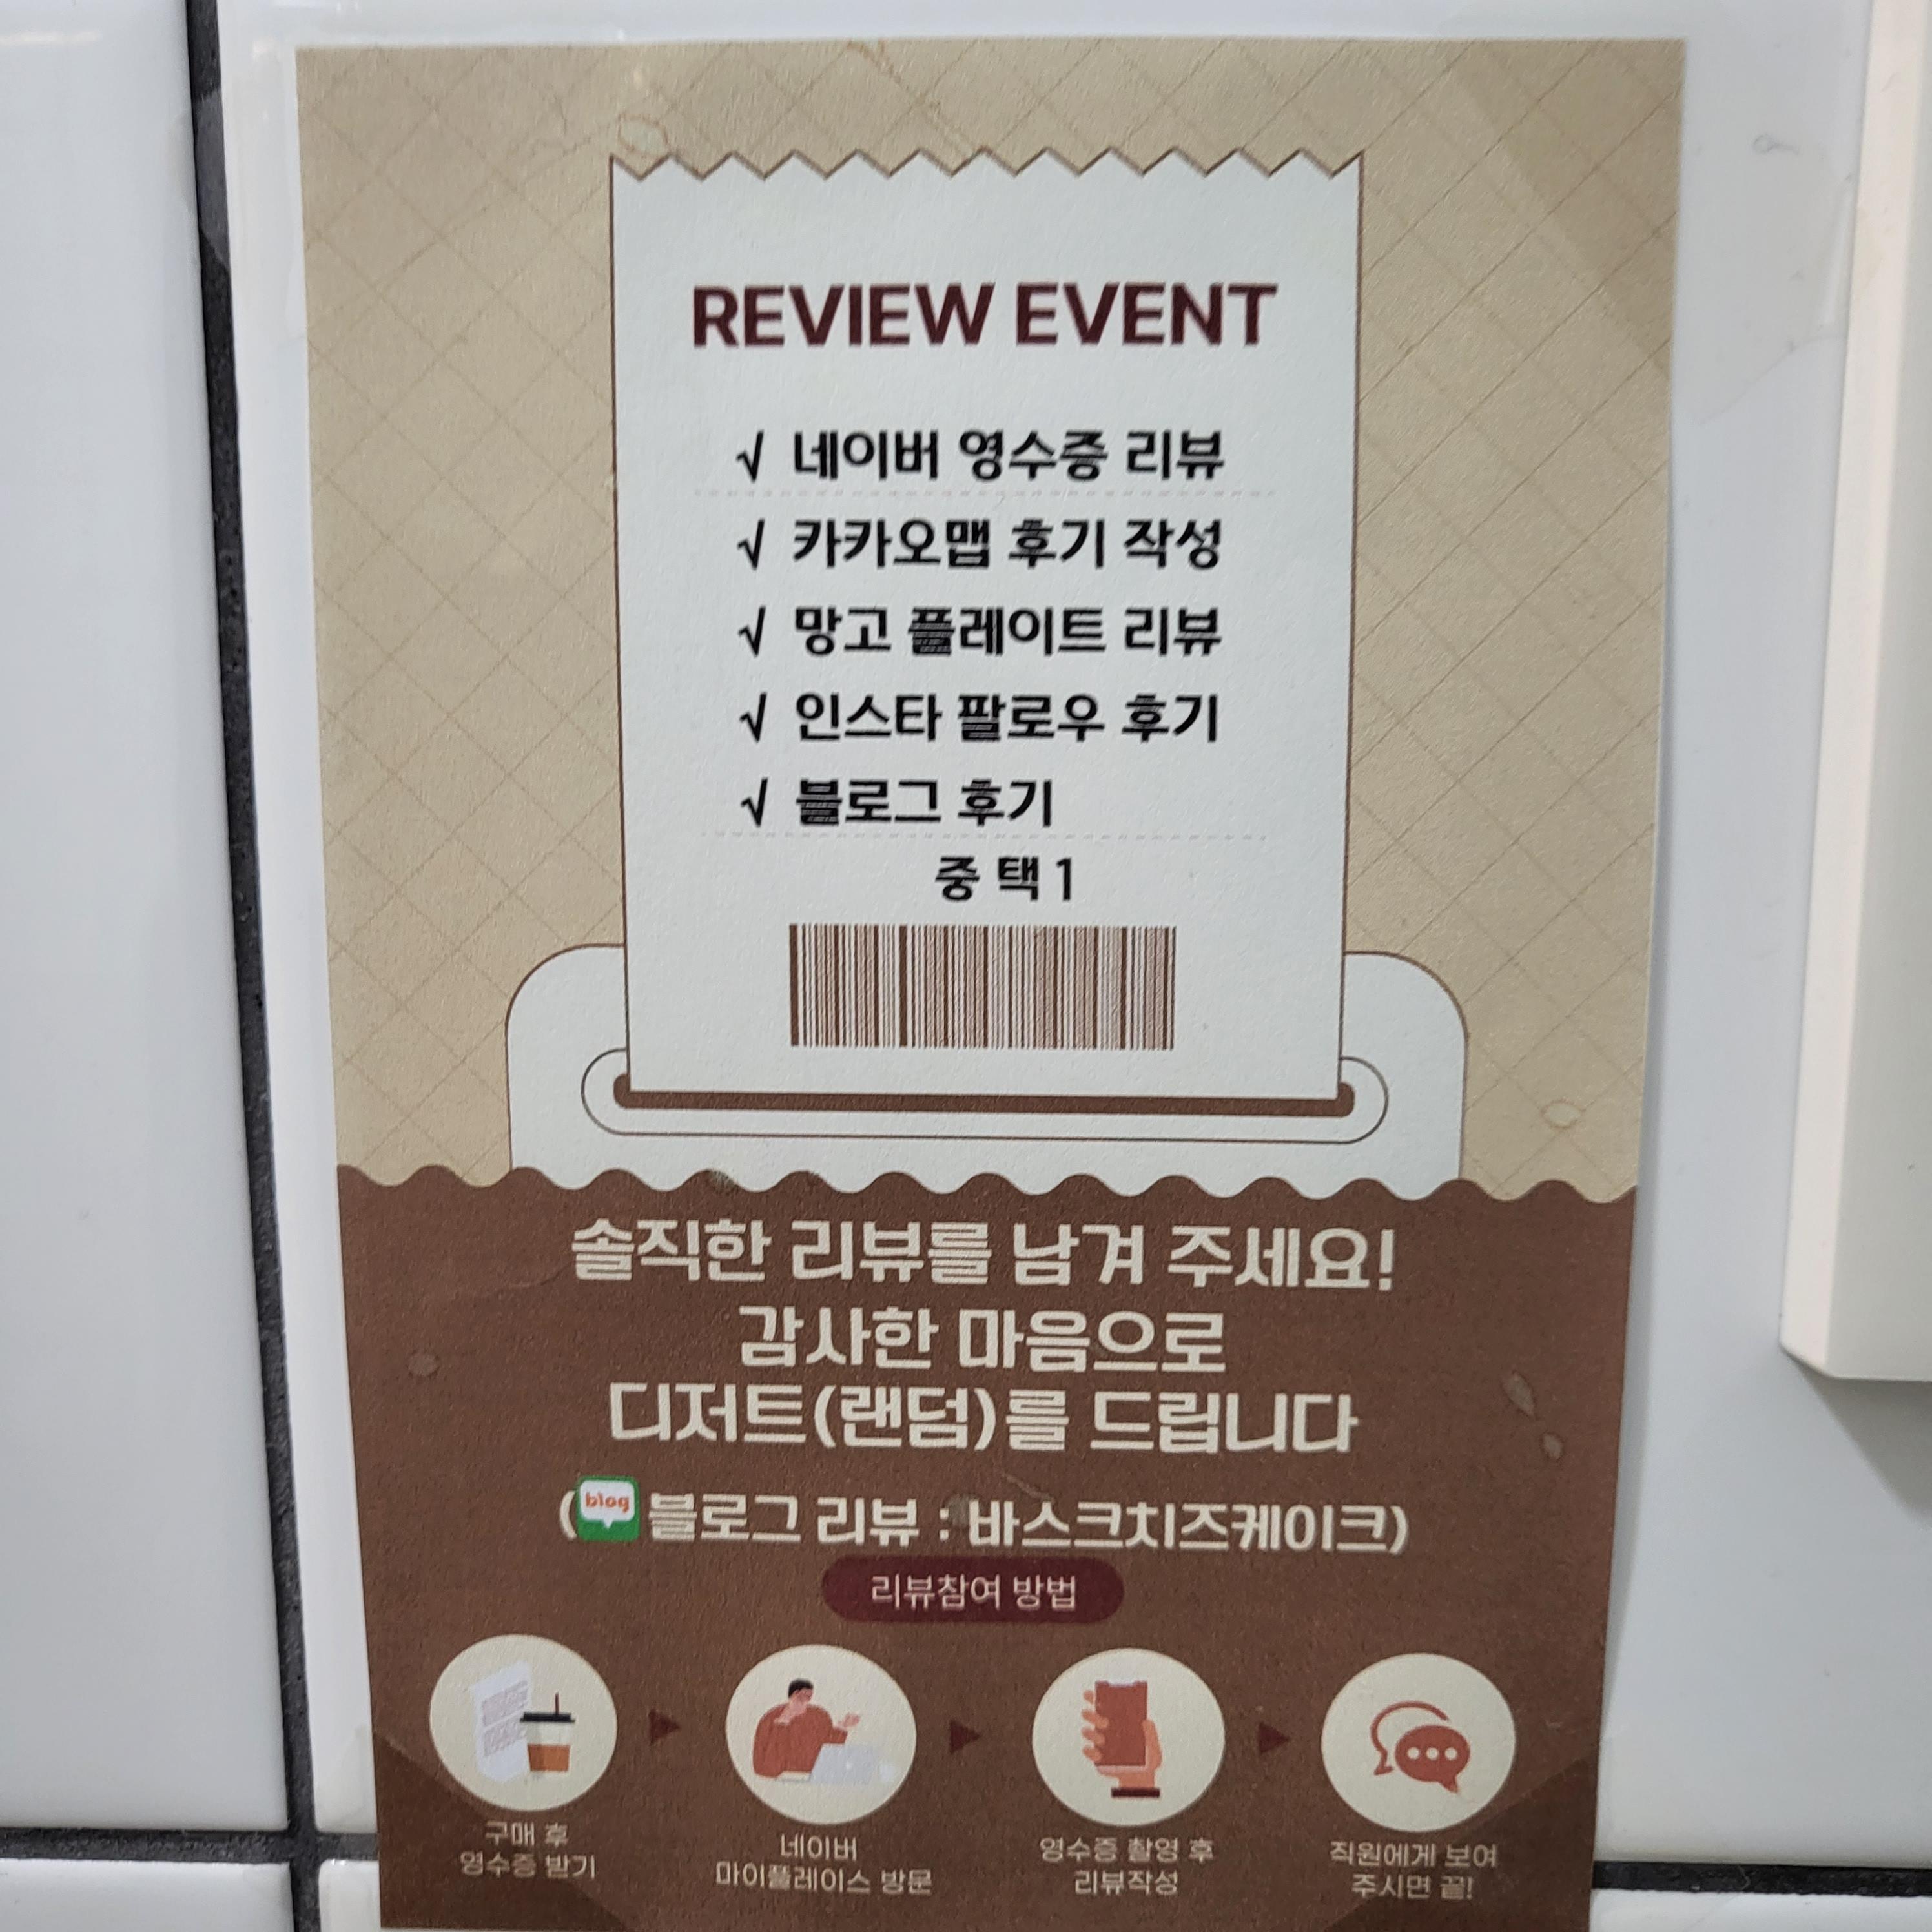 REVIEW EVENT
√ 네이버 영수증 리뷰
√ 카카오맵 후기 작성
√ 망고 플레이트 리뷰
√ 인스타 팔로우 후기
√ 블로그 후기
중 택1
솔직한 리뷰를 남겨 주세요!
감사한 마음으로
디저트(랜덤)를 드립니다
(blog 블로그 리뷰 : 바스크치즈케이크)
리뷰참여 방법
구매 후
영수증 받기
네이버
마이플레이스 방문
영수증 촬영 후
리뷰작성
직원에게 보여
주시면 끝!